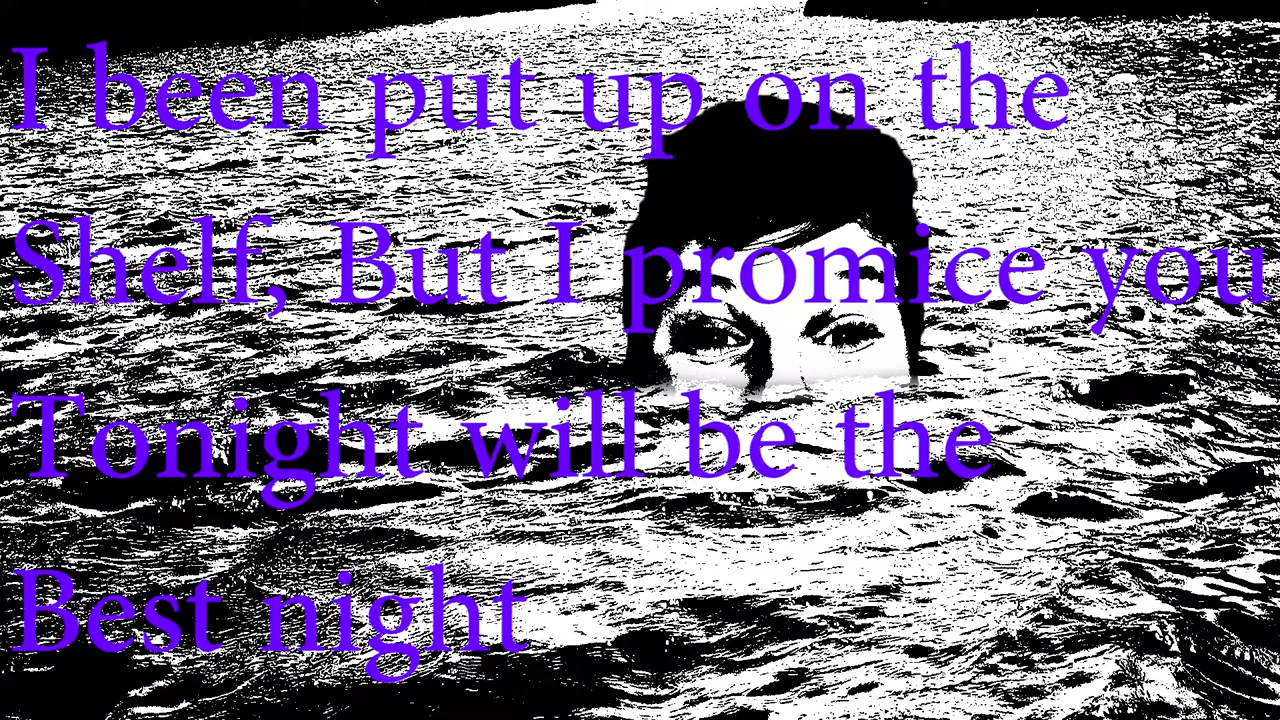 I been put up on the
Shelf, But I promice you
Tonight will be the
Best night